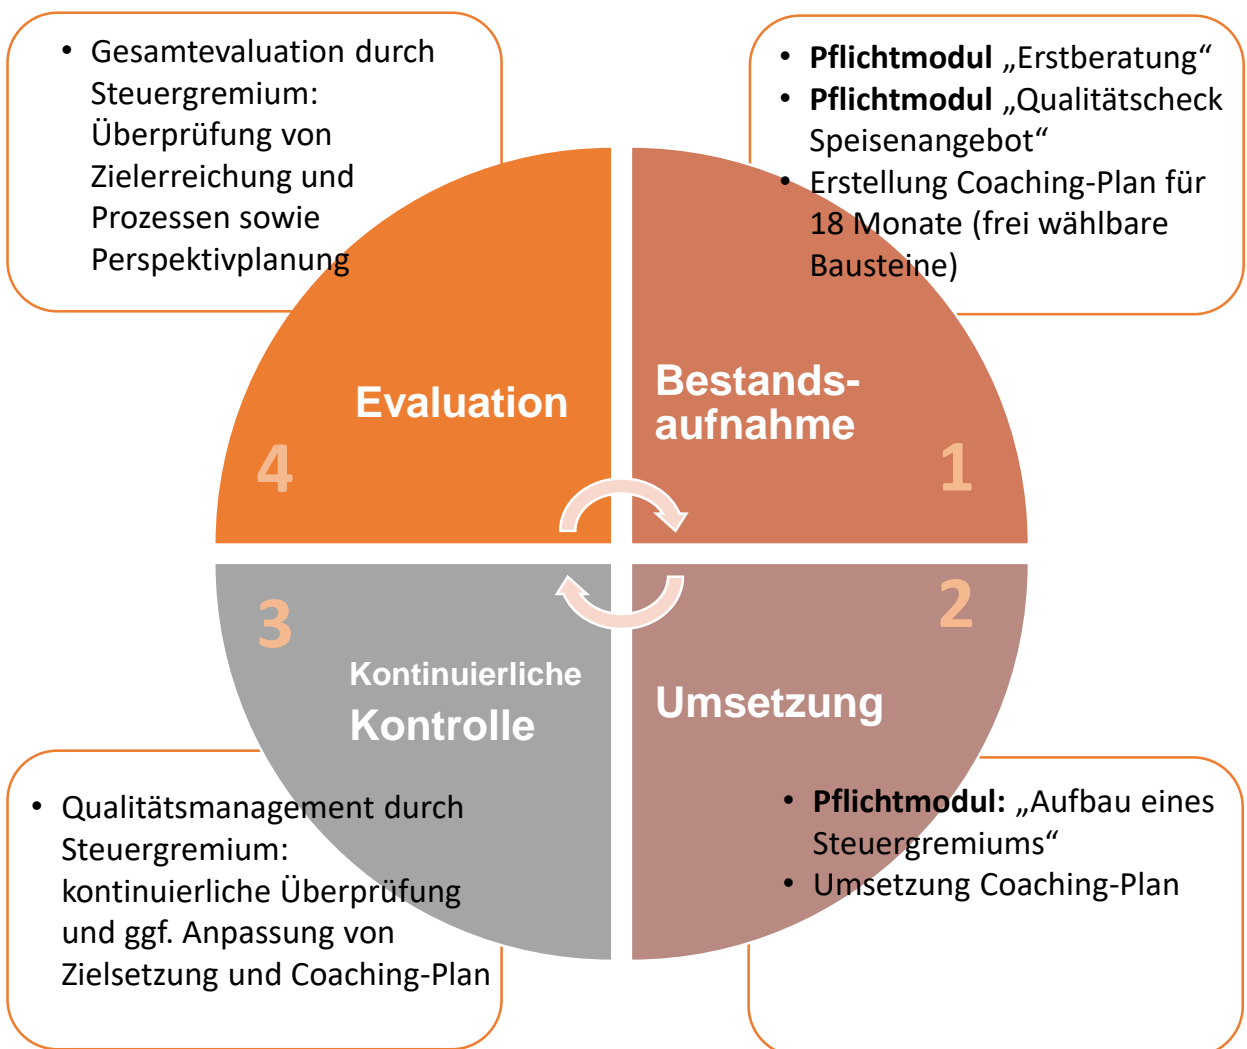 • Gesamtevaluation durch
Steuergremium:
Überprüfung von
Zielerreichung und
Prozessen sowie
Perspektivplanung
• Pflichtmodul „Erstberatung“
• Pflichtmodul „Qualitätscheck
Speisenangebot“
• Erstellung Coaching-Plan für
18 Monate (frei wählbare
Bausteine)
Evaluation
4
Bestands-
aufnahme
1
3
Kontinuierliche
Kontrolle
2
Umsetzung
• Qualitätsmanagement durch
Steuergremium:
kontinuierliche Überprüfung
und ggf. Anpassung von
Zielsetzung und Coaching-Plan
• Pflichtmodul: „Aufbau eines
Steuergremiums“
• Umsetzung Coaching-Plan